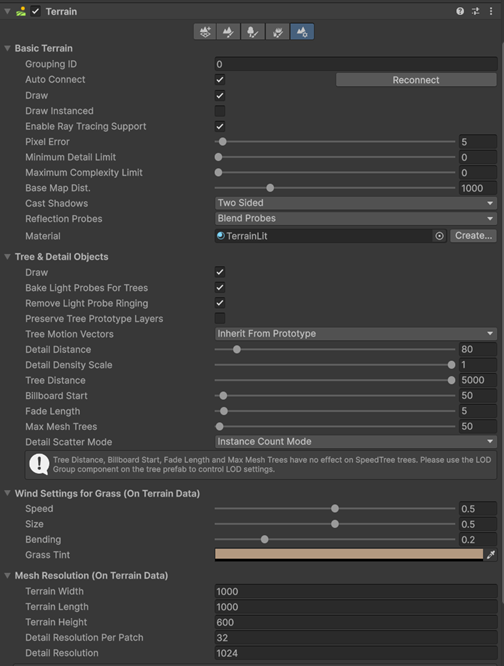 Terrain
Basic Terrain
Grouping ID 0
Auto Connect Reconnect
Draw
Draw Instanced
Enable Ray Tracing Support
Pixel Error 5
Minimum Detail Limit 0
Maximum Complexity Limit 0
Base Map Dist. 1000
Cast Shadows Two Sided
Reflection Probes Blend Probes
Material TerrainLit Create...
Tree & Detail Objects
Draw
Bake Light Probes For Trees
Remove Light Probe Ringing
Preserve Tree Prototype Layers
Tree Motion Vectors Inherit From Prototype
Detail Distance 80
Detail Density Scale 1
Tree Distance 5000
Billboard Start 50
Fade Length 5
Max Mesh Trees 50
Detail Scatter Mode Instance Count Mode
Tree Distance, Billboard Start, Fade Length and Max Mesh Trees have no effect on SpeedTree trees. Please use the LOD
Group component on the tree prefab to control LOD settings.
Wind Settings for Grass (On Terrain Data)
Speed 0.5
Size 0.5
Bending 0.2
Grass Tint
Mesh Resolution (On Terrain Data)
Terrain Width 1000
Terrain Length 1000
Terrain Height 600
Detail Resolution Per Patch 32
Detail Resolution 1024